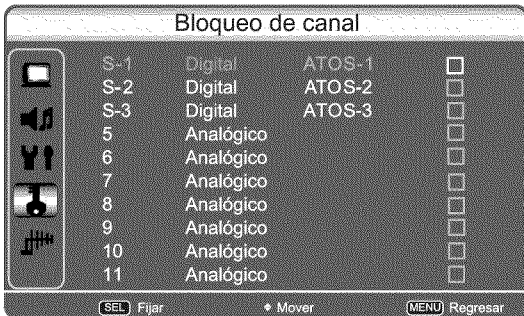 Bloqueo de canal
S-1 Digital ATOS-1
S-2 Digital ATOS-2
S-3 Digital ATOS-3
5 Analógico
6 Analógico
7 Analógico
8 Analógico
9 Analógico
10 Analógico
11 Analógico
SEL Fijar Mover MENU Regresar